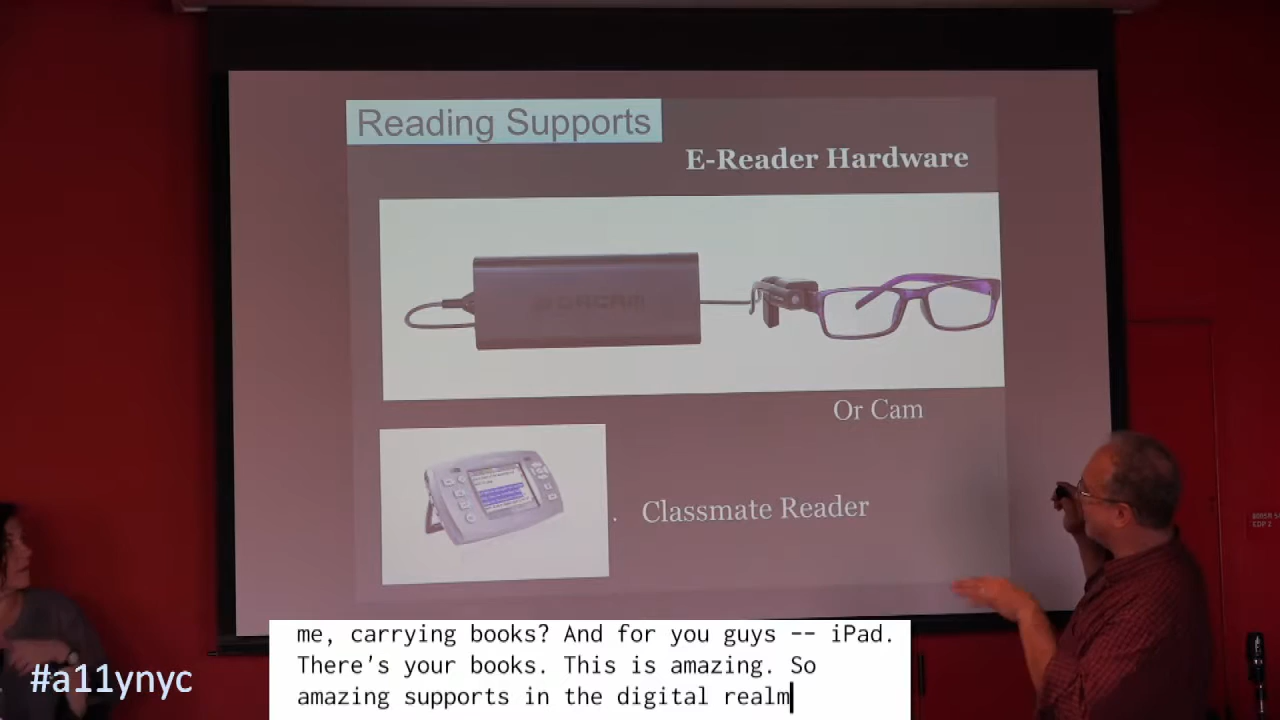 Reading Supports
E-Reader Hardware
ORCAM
Or Cam
. Classmate Reader
me, carrying books? And for you guys -- iPad.
There's your books. This is amazing. So
amazing supports in the digital realm
#a11ynyc